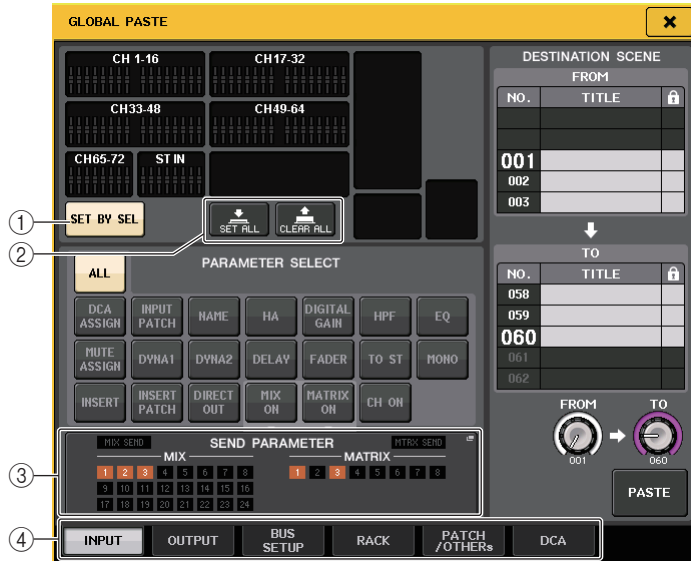 GLOBAL PASTE
CH 1-16
CH17-32
CH33-48
CH49-64
CH65-72
ST IN
① SET BY SEL
② SET ALL
CLEAR ALL
ALL
PARAMETER SELECT
DCA ASSIGN
INPUT PATCH
NAME
HA
DIGITAL GAIN
HPF
EQ
MUTE ASSIGN
DYNA1
DYNA2
DELAY
FADER
TO ST
MONO
INSERT
INSERT PATCH
DIRECT OUT
MIX ON
MATRIX ON
CH ON
③
MIX SEND
SEND PARAMETER
MTRX SEND
MIX
MATRIX
1 2 3 4 5 6 7 8
1 2 3 4 5 6 7 8
9 10 11 12 13 14 15 16
17 18 19 20 21 22 23 24
④ INPUT
OUTPUT
BUS SETUP
RACK
PATCH /OTHERs
DCA
DESTINATION SCENE
FROM
NO. TITLE
001
002
003
TO
NO. TITLE
058
059
060
061
062
FROM
TO
001
060
PASTE